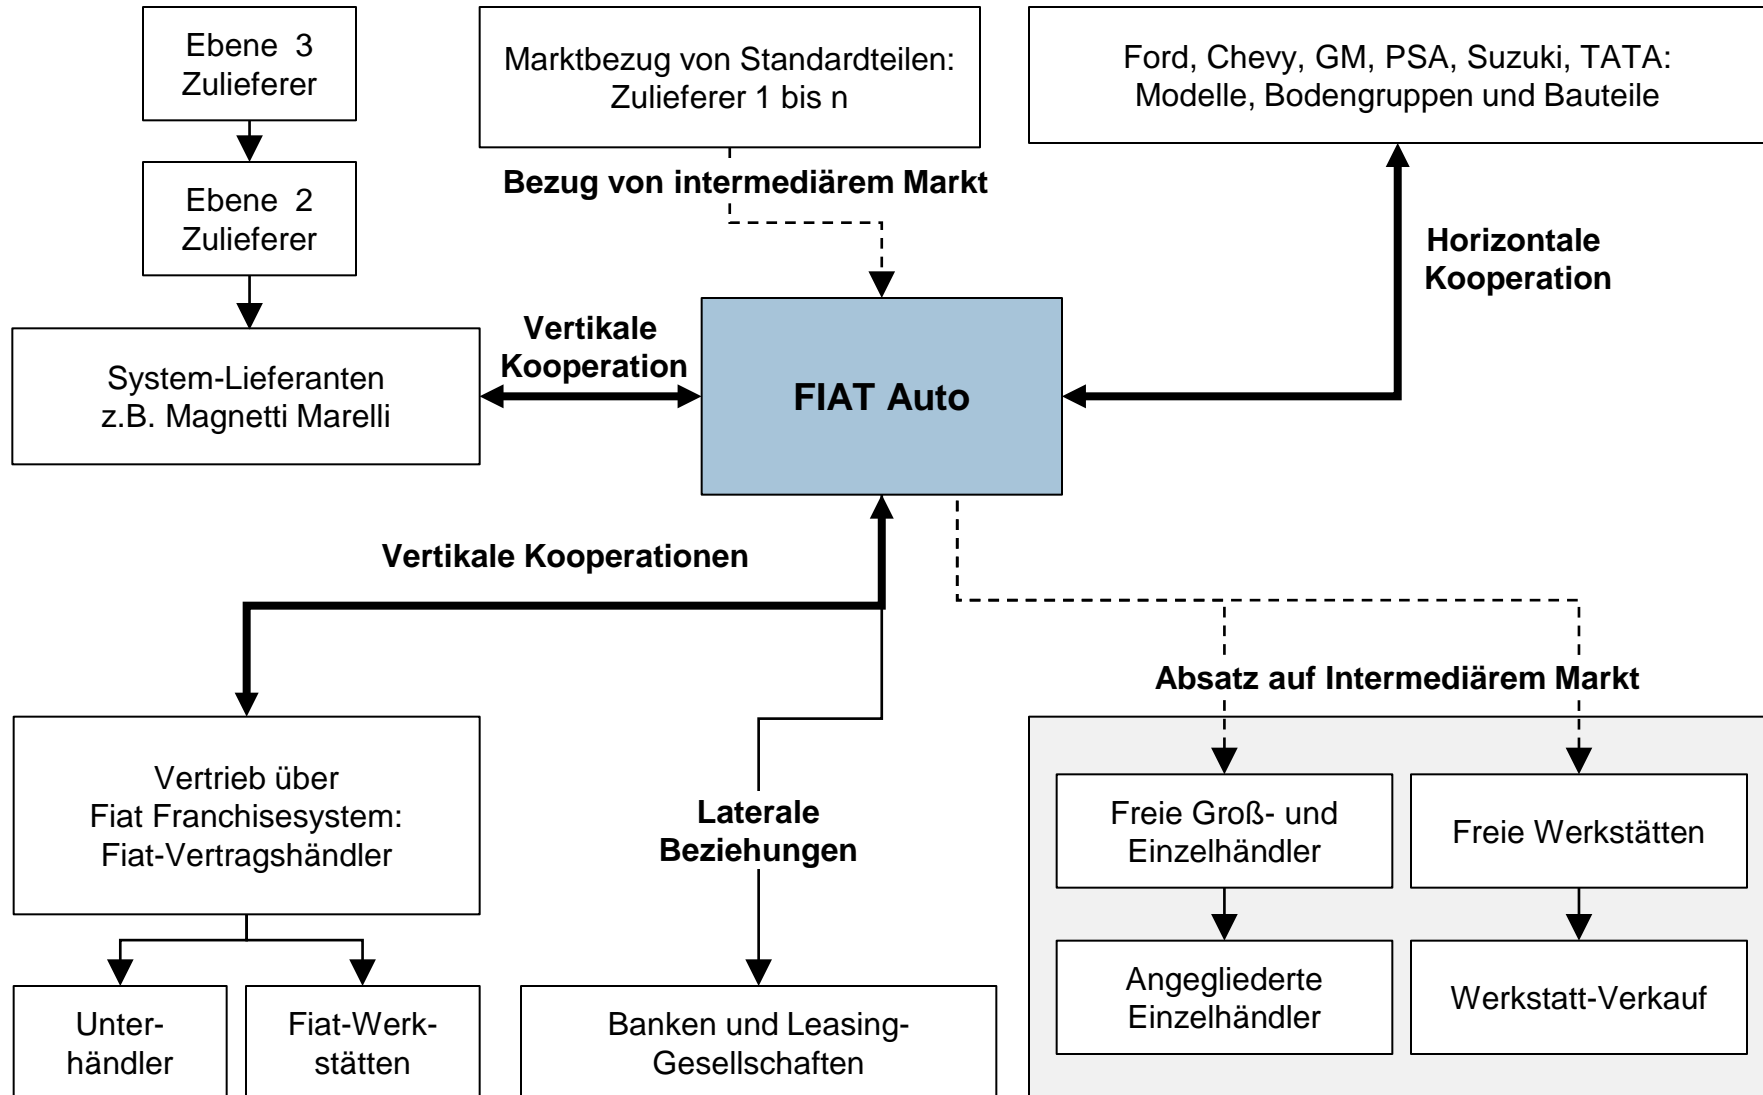 Ebene 3
Zulieferer
Marktbezug von Standardteilen:
Zulieferer 1 bis n
Ford, Chevy, GM, PSA, Suzuki, TATA:
Modelle, Bodengruppen und Bauteile
Bezug von intermediärem Markt
Ebene 2
Zulieferer
Horizontale
Kooperation
Vertikale
Kooperation
System-Lieferanten
z.B. Magnetti Marelli
FIAT Auto
Vertikale Kooperationen
Absatz auf Intermediärem Markt
Vertrieb über
Fiat Franchisesystem:
Fiat-Vertragshändler
Laterale
Beziehungen
Freie Groß- und
Einzelhändler
Freie Werkstätten
Angegliederte
Einzelhändler
Werkstatt-Verkauf
Unter-
händler
Fiat-Werk-
stätten
Banken und Leasing-
Gesellschaften